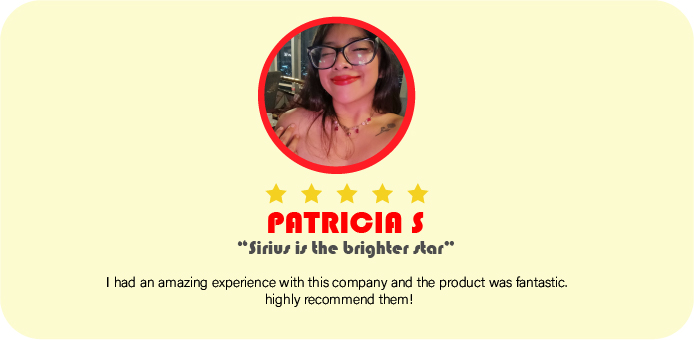 PATRICIA S
“Sirius is the brighter star”
I had an amazing experience with this company and the product was fantastic.
highly recommend them!